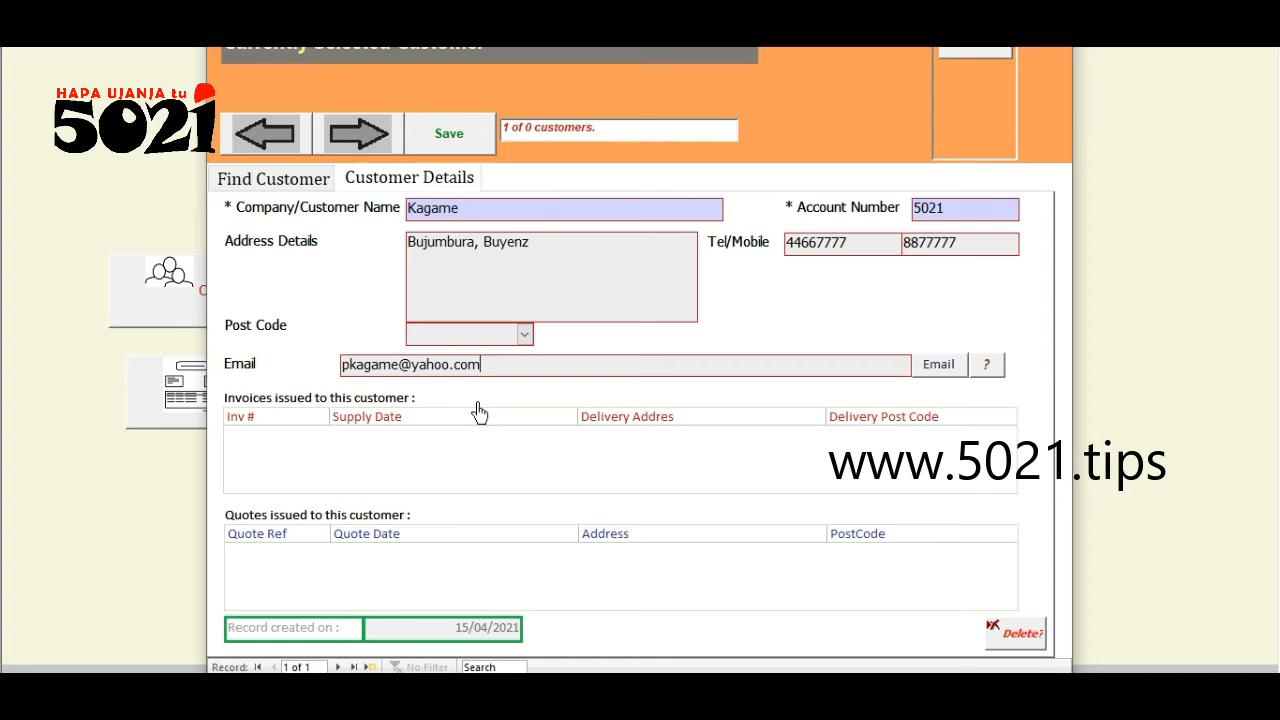 Currently Selected Customer
HAPA UJANJA tu
5021
Save
1 of 0 customers.
Find Customer
Customer Details
* Company/Customer Name
Kagame
* Account Number
5021
Address Details
Bujumbura, Buyenz
Tel/Mobile
44667777
8877777
Post Code
Email
pkagame@yahoo.com
Email
?
Invoices issued to this customer :
Inv #
Supply Date
Delivery Addres
Delivery Post Code
www.5021.tips
Quotes issued to this customer :
Quote Ref
Quote Date
Address
PostCode
Record created on :
15/04/2021
Delete?
Record:
1 of 1
No Filter
Search